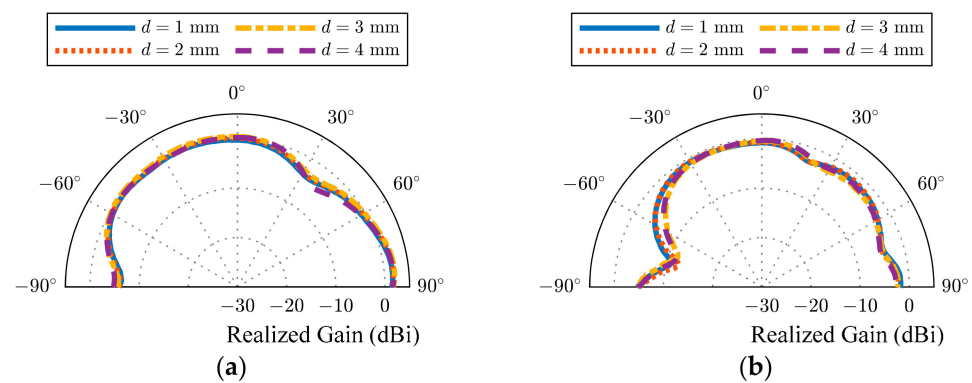 d = 1 mm d = 3 mm
d = 2 mm d = 4 mm
0°
−30° 30°
−60° 60°
−90° 90°
−30 −20 −10 0
Realized Gain (dBi)
(a)
d = 1 mm d = 3 mm
d = 2 mm d = 4 mm
0°
−30° 30°
−60° 60°
−90° 90°
−30 −20 −10 0
Realized Gain (dBi)
(b)